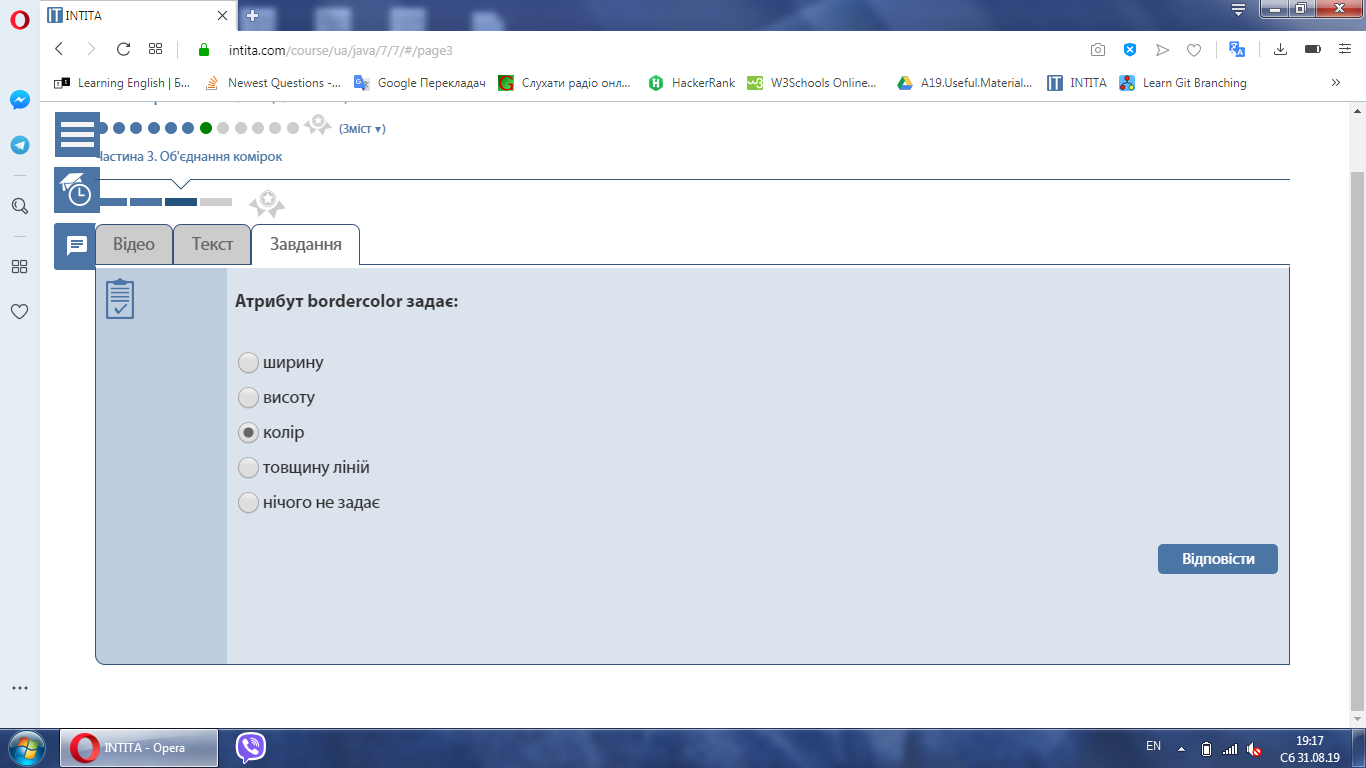 INTITA
intita.com/course/ua/java/7/7/#/page3
Learning English | Б...
Newest Questions -...
Google Перекладач
Слухати радіо онл...
HackerRank
W3Schools Online...
A19.Useful.Material...
INTITA
Learn Git Branching
(Зміст ▾)
Частина 3. Об'єднання комірок
Відео
Текст
Завдання
Атрибут bordercolor задає:
ширину
висоту
колір
товщину ліній
нічого не задає
Відповісти
INTITA - Opera
EN
19:17
Сб 31.08.19